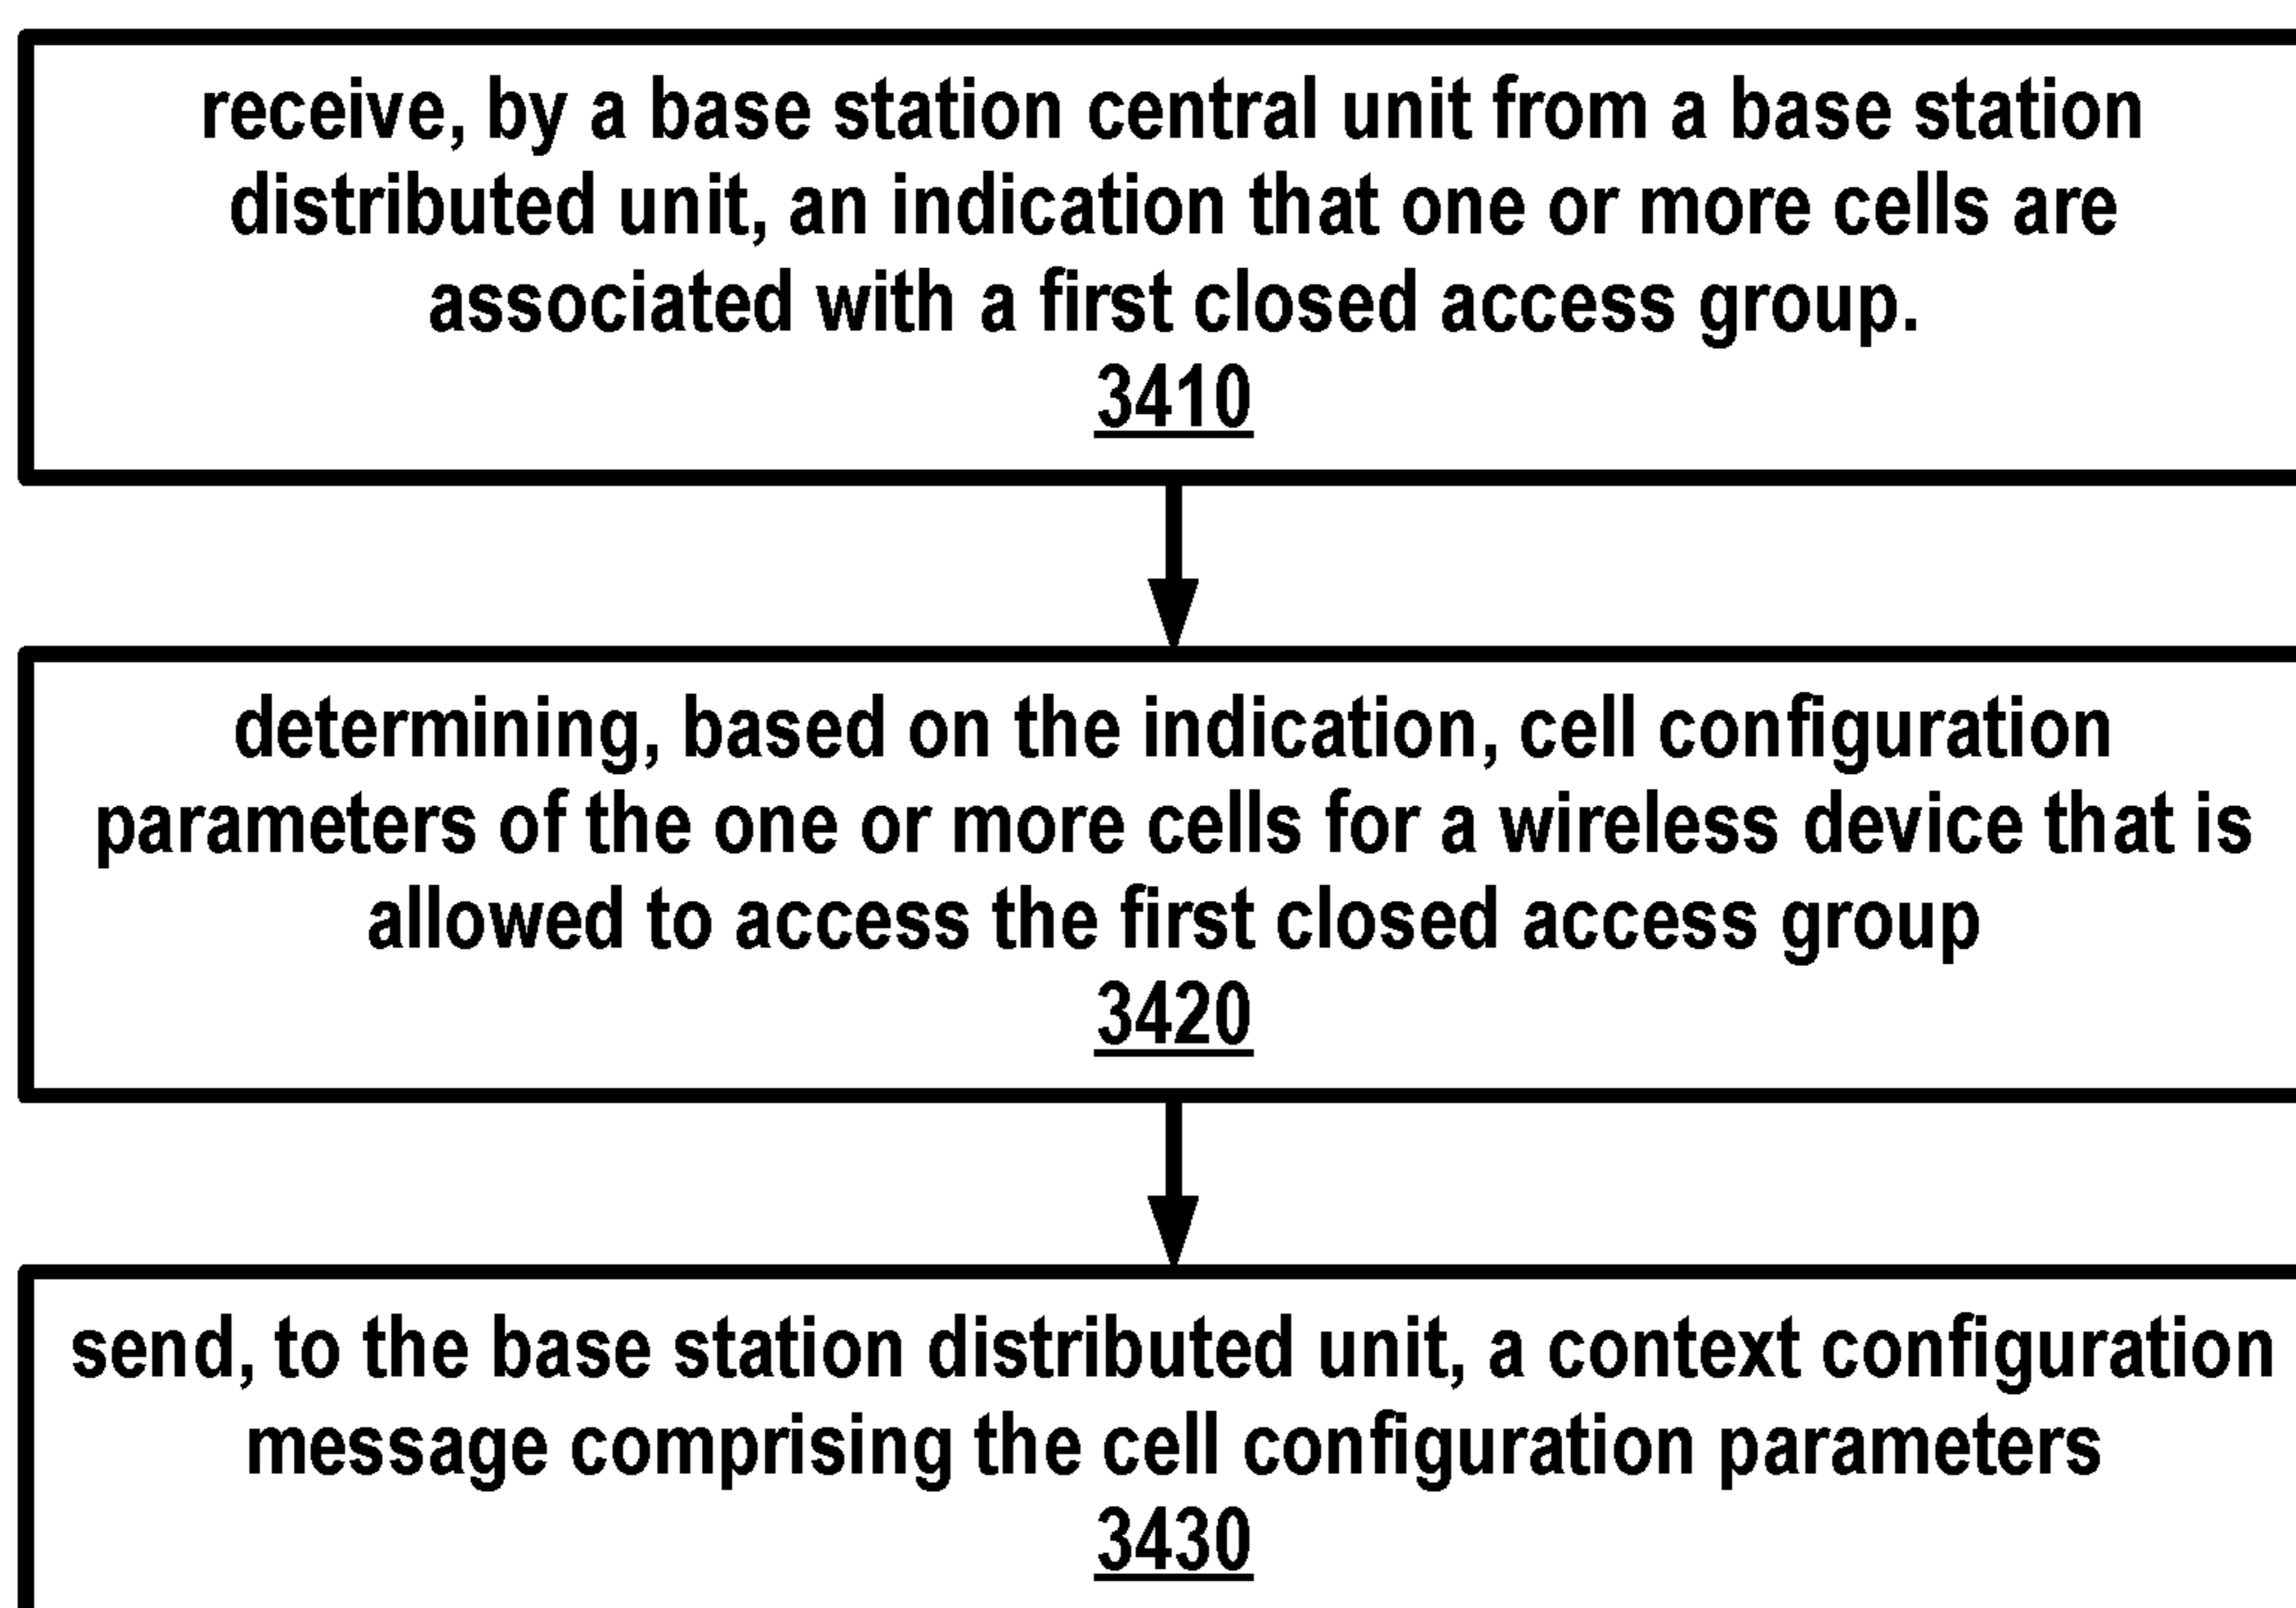 receive, by a base station central unit from a base station
distributed unit, an indication that one or more cells are
associated with a first closed access group.
3410
determining, based on the indication, cell configuration
parameters of the one or more cells for a wireless device that is
allowed to access the first closed access group
3420
send, to the base station distributed unit, a context configuration
message comprising the cell configuration parameters
3430